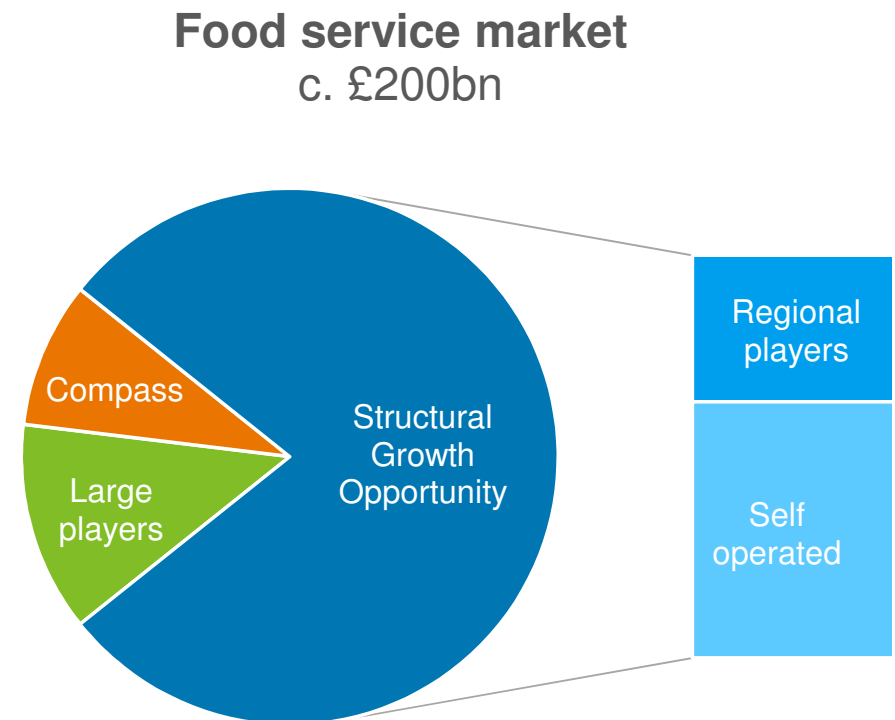 Food service market
c. £200bn
Compass
Large
players
Structural
Growth
Opportunity
Regional
players
Self
operated